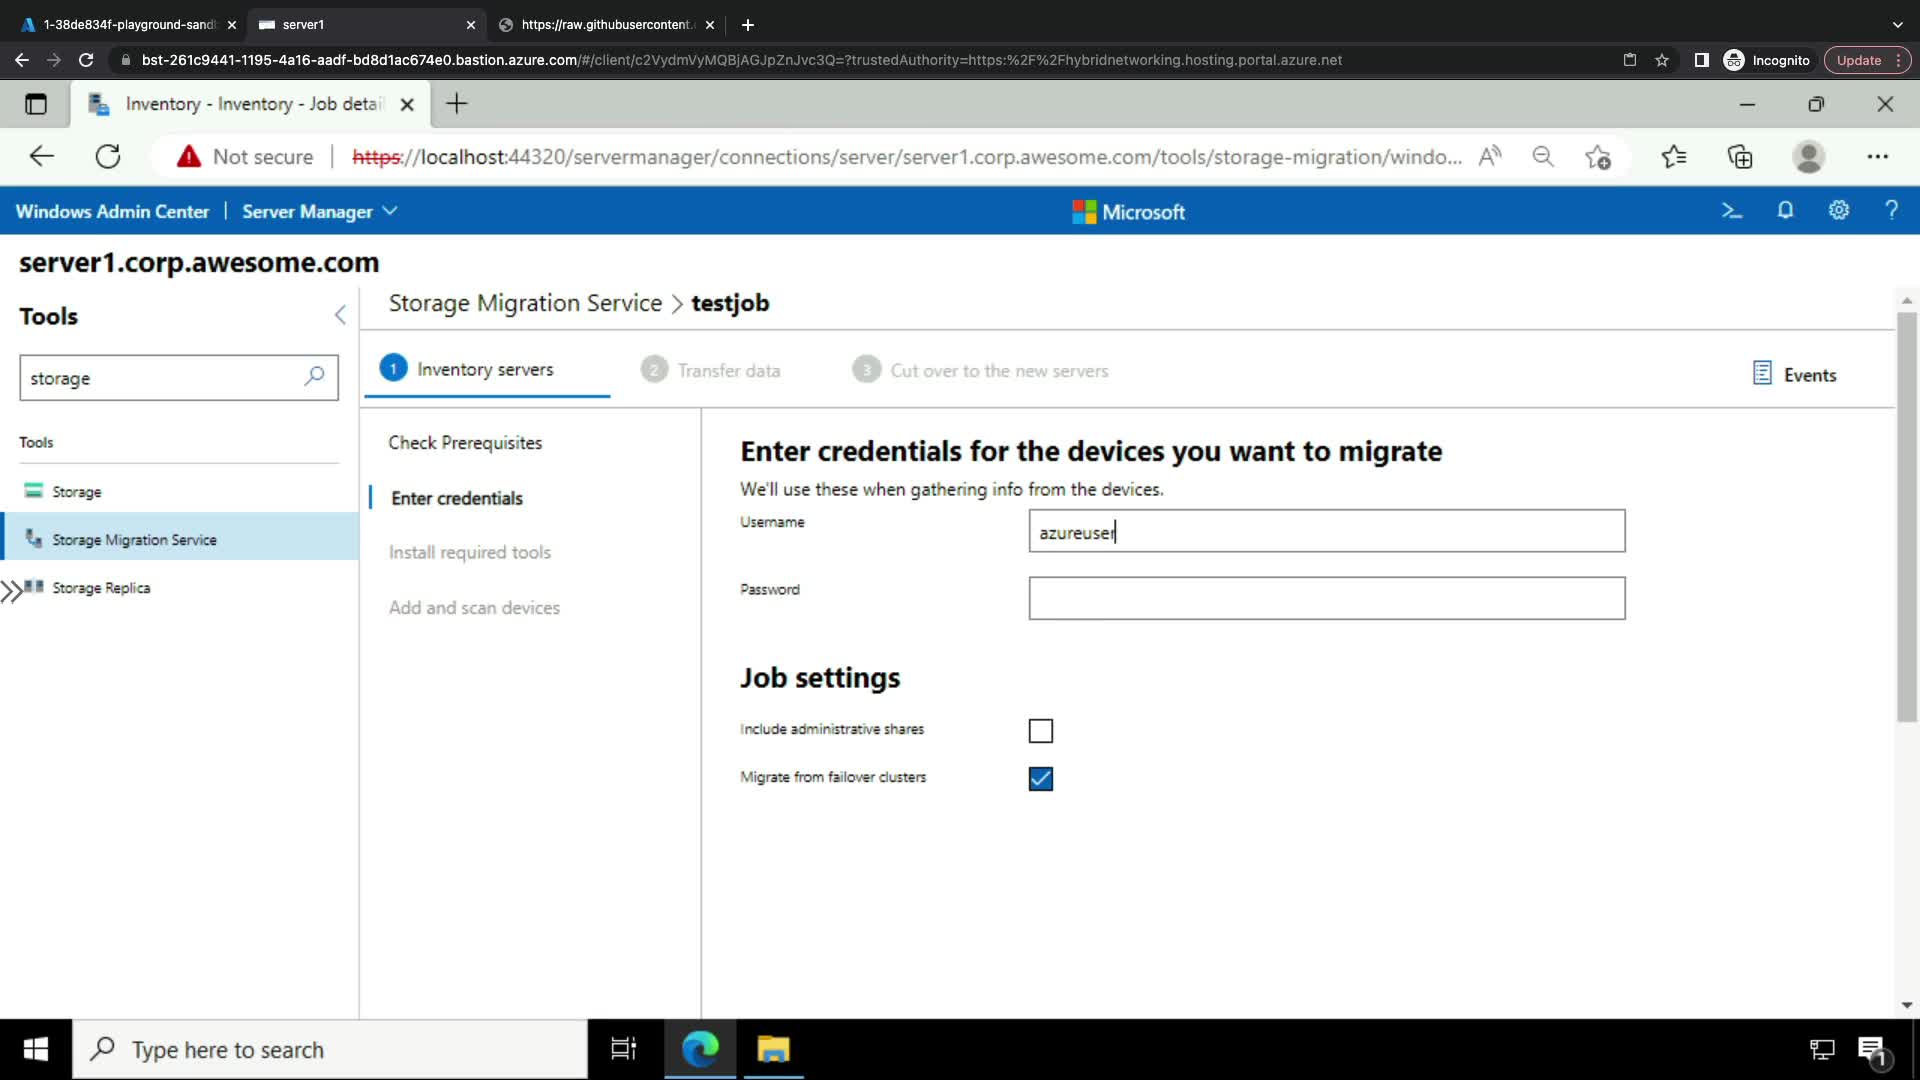 1-38de834f-playground-sand
server1
https://raw.githubusercontent.
bst-261c9441-1195-4a16-aadf-bd8d1ac674e0.bastion.azure.com/#/client/c2VydmVyMQBjAGJpZnJvc3Q=?trustedAuthority=https:%2F%2Fhybridnetworking.hosting.portal.azure.net
Incognito
Update
Inventory - Inventory - Job detai
Not secure
https://localhost:44320/servermanager/connections/server/server1.corp.awesome.com/tools/storage-migration/windo...
Windows Admin Center
Server Manager
Microsoft
server1.corp.awesome.com
Tools
storage
Tools
Storage
Storage Migration Service
Storage Replica
Storage Migration Service > testjob
1 Inventory servers
2 Transfer data
3 Cut over to the new servers
Events
Check Prerequisites
Enter credentials
Install required tools
Add and scan devices
Enter credentials for the devices you want to migrate
We'll use these when gathering info from the devices.
Username
azureuser
Password
Job settings
Include administrative shares
Migrate from failover clusters
Type here to search
1